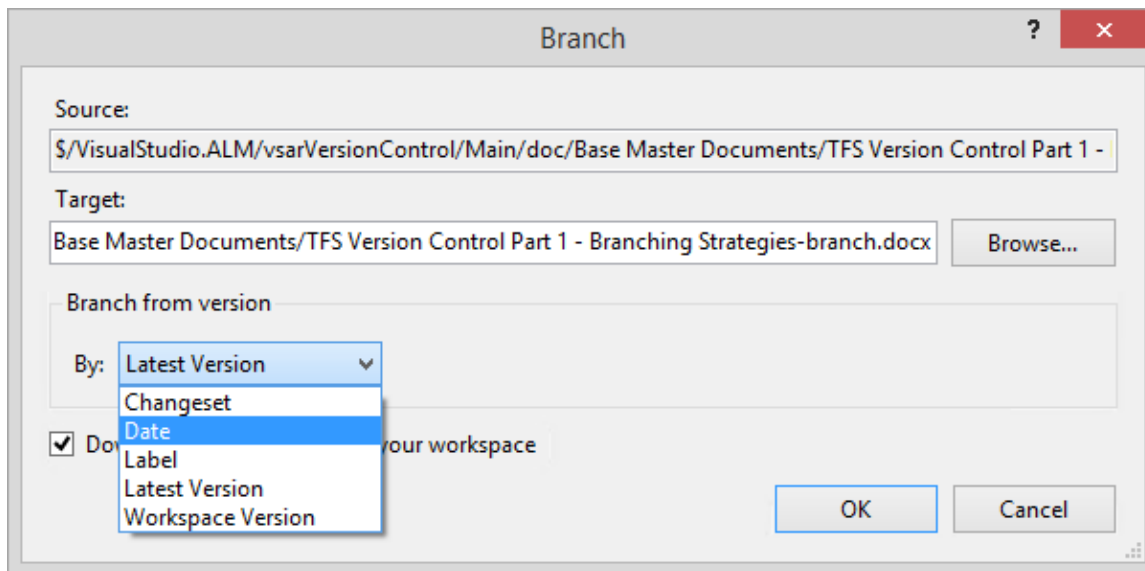 Branch
?
Source:
$/VisualStudio.ALM/vsarVersionControl/Main/doc/Base Master Documents/TFS Version Control Part 1 -
Target:
Base Master Documents/TFS Version Control Part 1 - Branching Strategies-branch.docx
Browse...
Branch from version
By:
Latest Version
Changeset
Date
your workspace
Label
Latest Version
Workspace Version
OK
Cancel